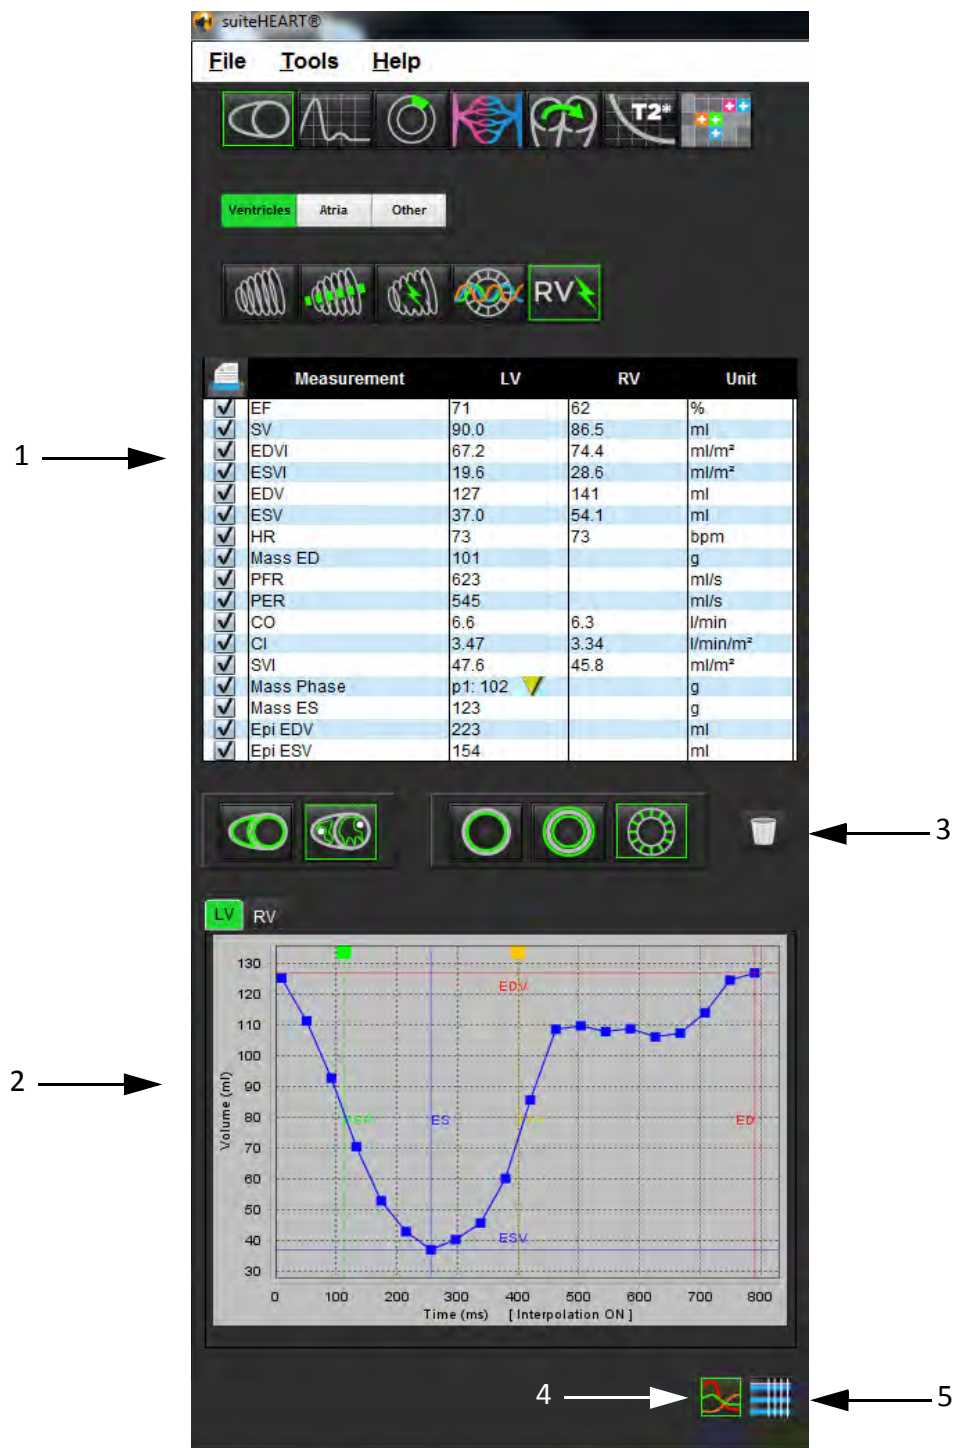 suiteHEART®
File Tools Help
T2*
Ventricles Atria Other
RV
Measurement LV RV Unit
EF 71 62 %
SV 90.0 86.5 ml
1
EDVI 67.2 74.4 ml/m²
ESVI 19.6 28.6 ml/m²
EDV 127 141 ml
ESV 37.0 54.1 ml
HR 73 73 bpm
Mass ED 101 g
PFR 623 ml/s
PER 545 ml/s
CO 6.6 6.3 l/min
CI 3.47 3.34 l/min/m²
SVI 47.6 45.8 ml/m²
Mass Phase p1: 102 g
Mass ES 123 g
Epi EDV 223 ml
Epi ESV 154 ml
3
LV RV
130
EDV
120
110
100
2
90
Volume (ml)
80 PER ES ED
70
60
50
40 ESV
30
0 100 200 300 400 500 600 700 800
Time (ms) [ Interpolation ON ]
4
5